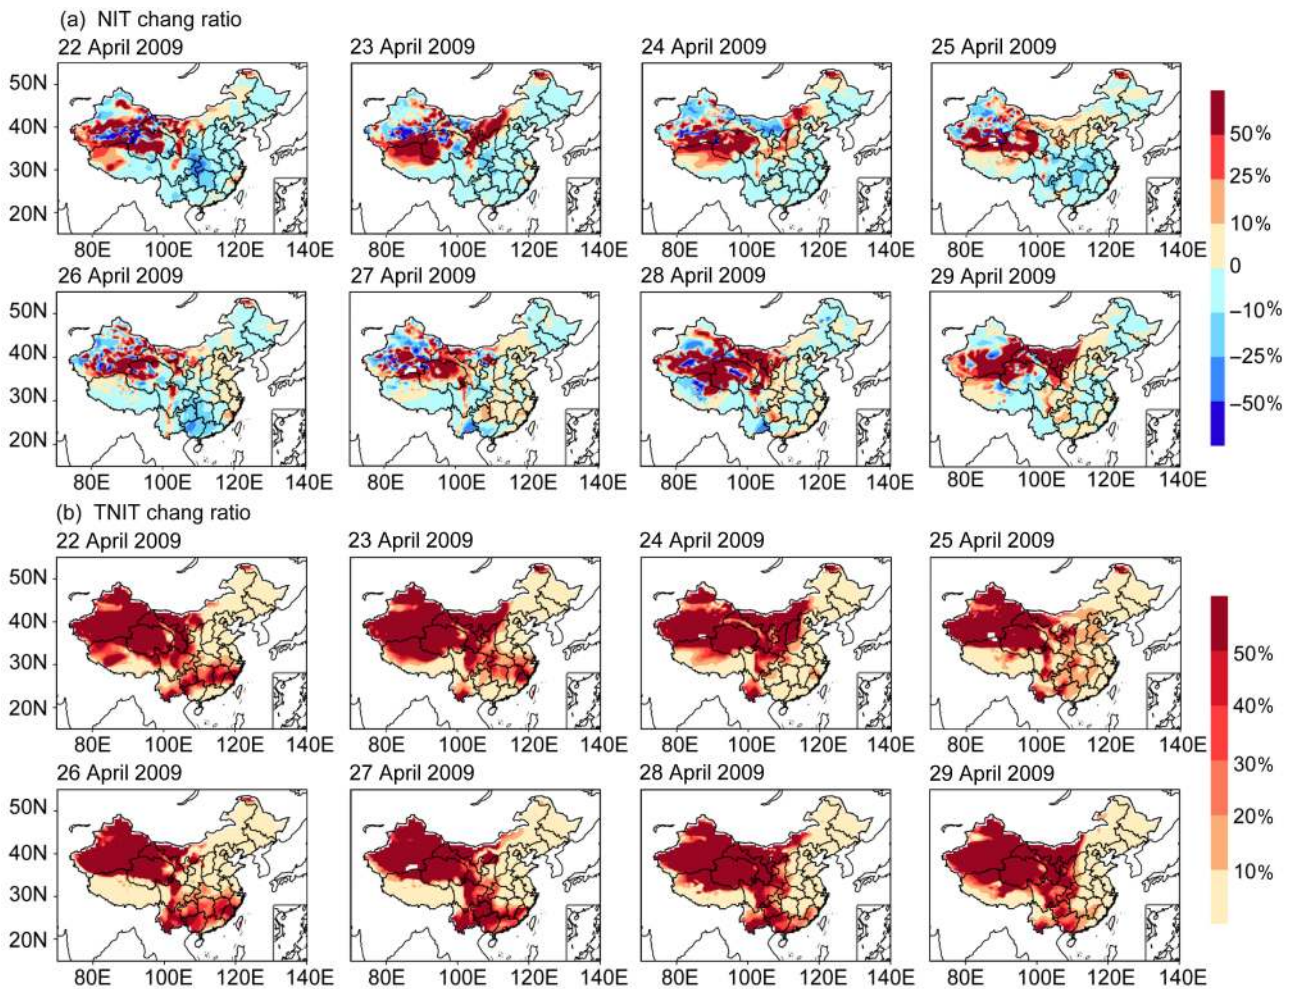 (a) NIT chang ratio
22 April 2009 23 April 2009 24 April 2009 25 April 2009
50N
40N
30N
20N
80E 100E 120E 140E 80E 100E 120E 140E 80E 100E 120E 140E 80E 100E 120E 140E
50%
25%
10%
0
−10%
−25%
−50%
26 April 2009 27 April 2009 28 April 2009 29 April 2009
50N
40N
30N
20N
80E 100E 120E 140E 80E 100E 120E 140E 80E 100E 120E 140E 80E 100E 120E 140E
(b) TNIT chang ratio
22 April 2009 23 April 2009 24 April 2009 25 April 2009
50N
40N
30N
20N
80E 100E 120E 140E 80E 100E 120E 140E 80E 100E 120E 140E 80E 100E 120E 140E
50%
40%
30%
20%
10%
26 April 2009 27 April 2009 28 April 2009 29 April 2009
50N
40N
30N
20N
80E 100E 120E 140E 80E 100E 120E 140E 80E 100E 120E 140E 80E 100E 120E 140E